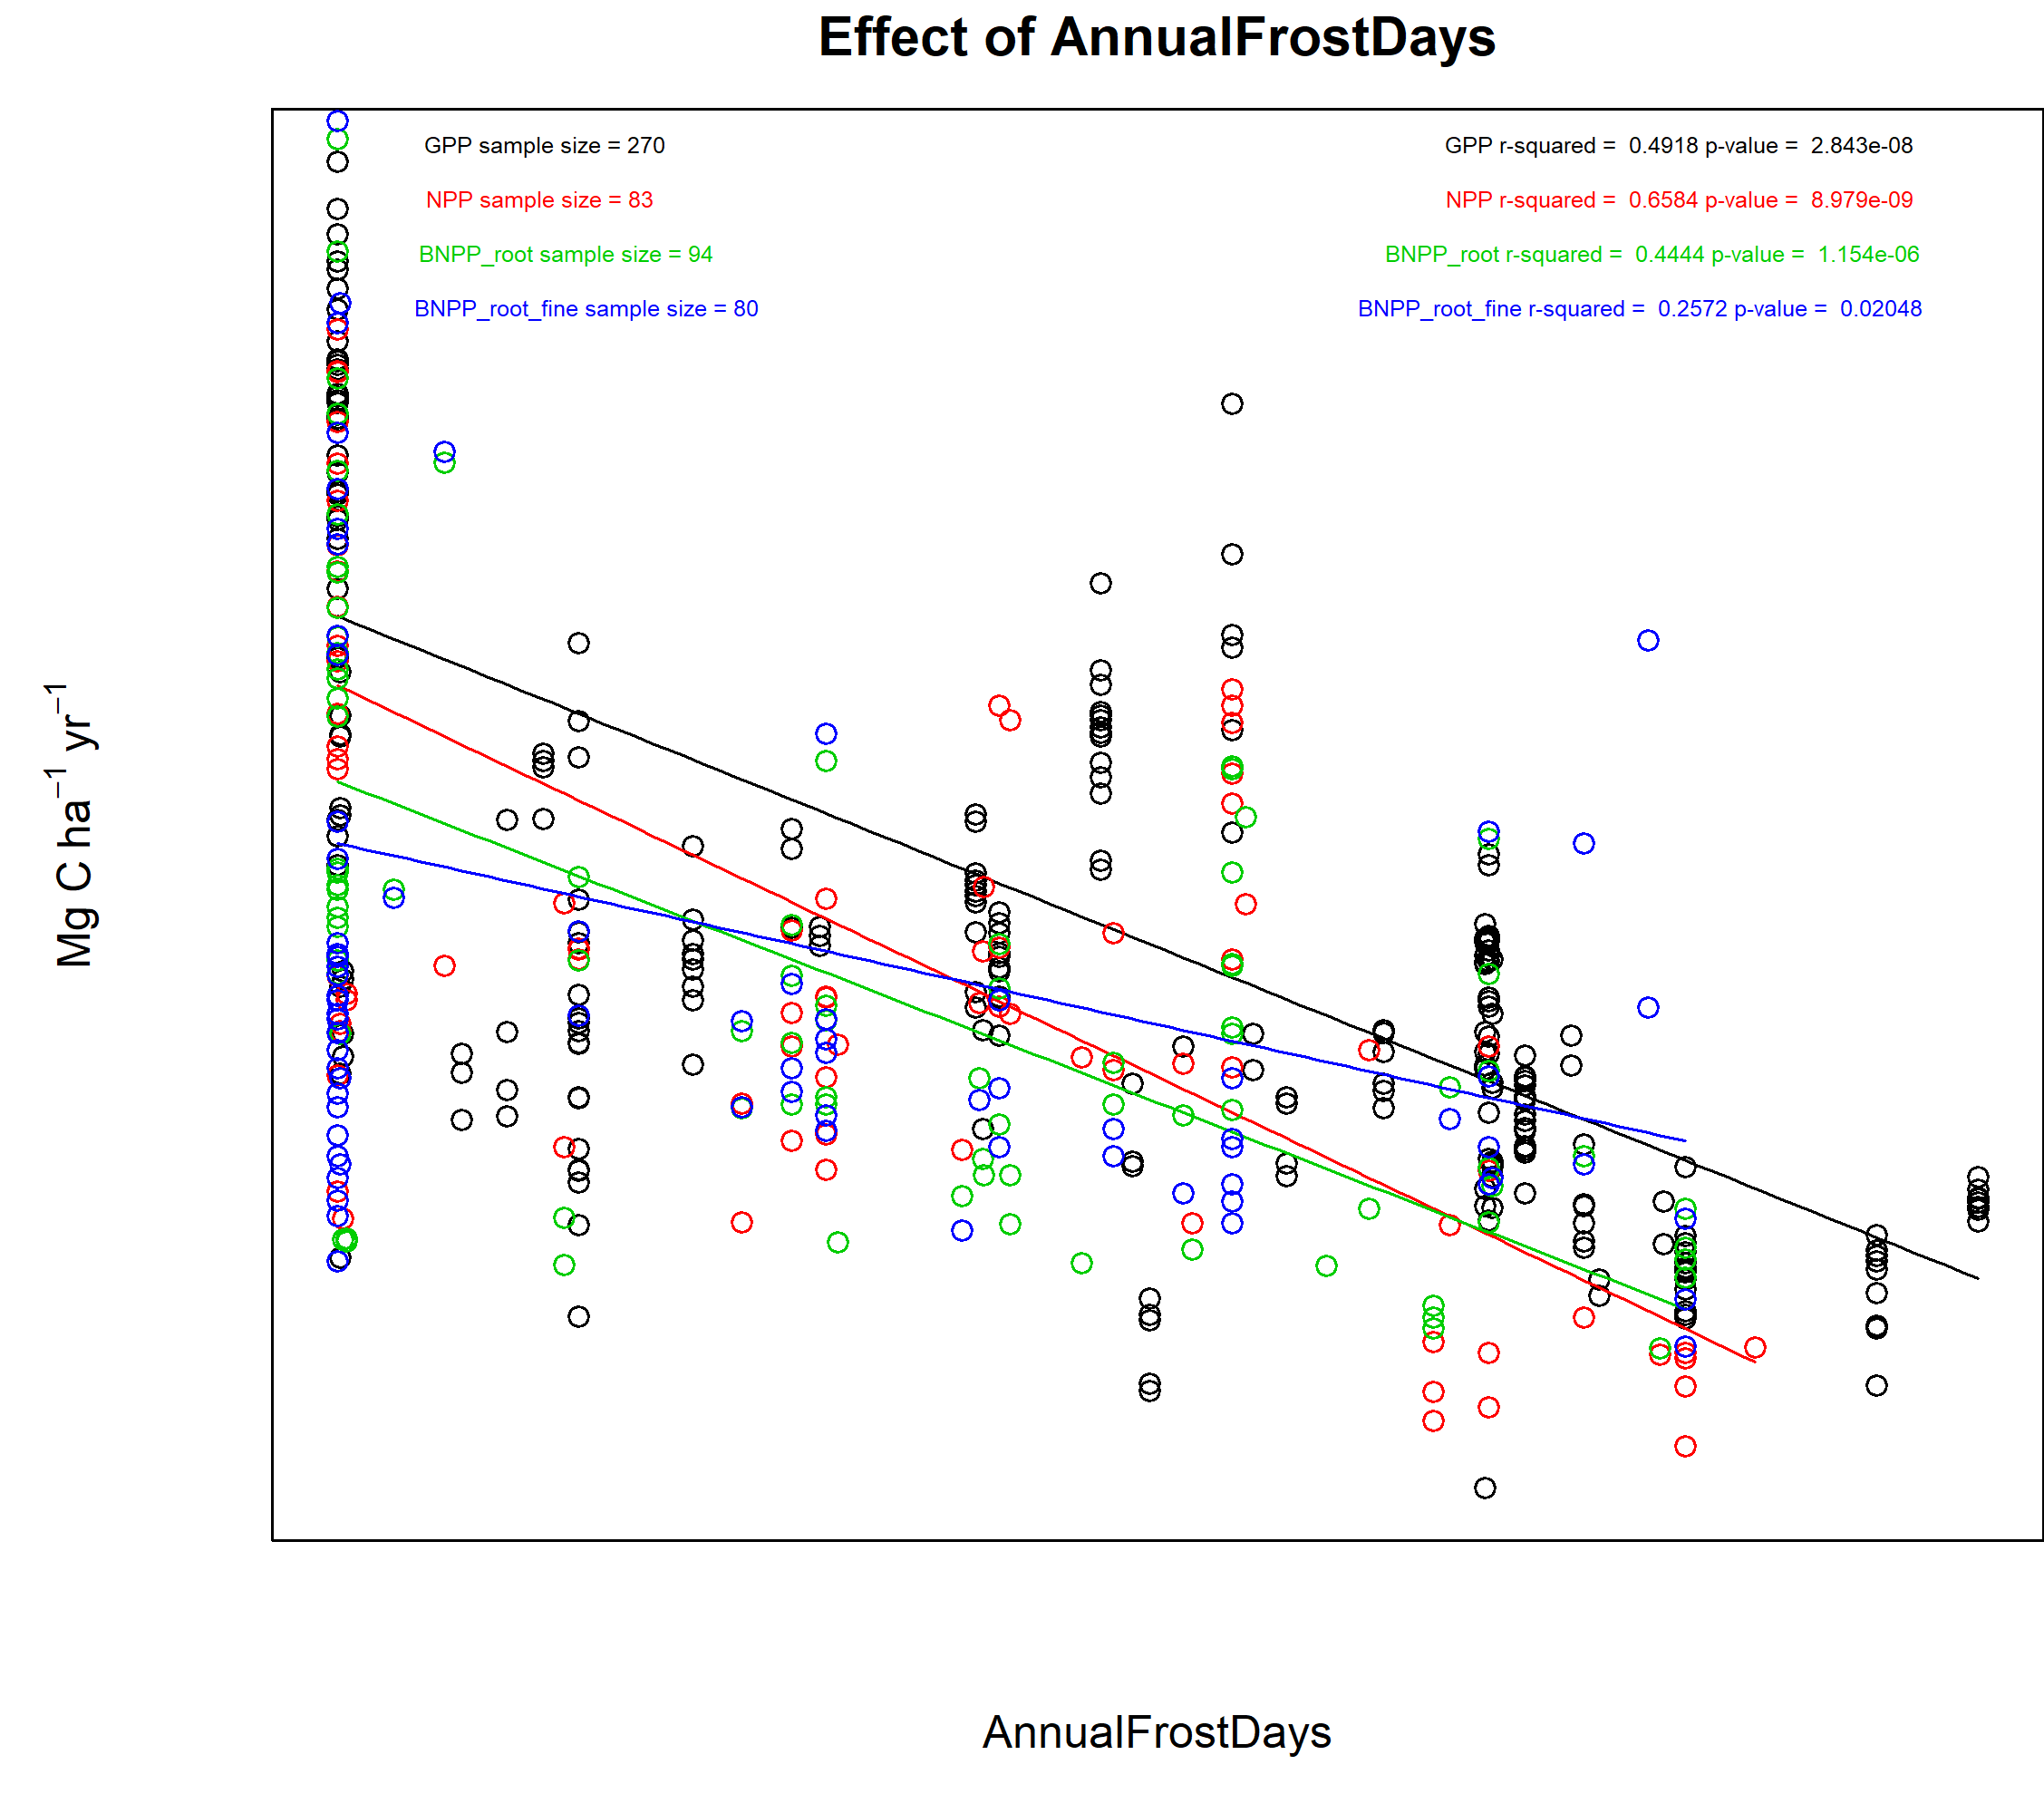 Effect of AnnualFrostDays
GPP sample size = 270
GPP r-squared =  0.4918 p-value =  2.843e-08
NPP sample size = 83
NPP r-squared =  0.6584 p-value =  8.979e-09
BNPP_root sample size = 94
BNPP_root r-squared =  0.4444 p-value =  1.154e-06
BNPP_root_fine sample size = 80
BNPP_root_fine r-squared =  0.2572 p-value =  0.02048
Mg C ha⁻¹ yr⁻¹
AnnualFrostDays